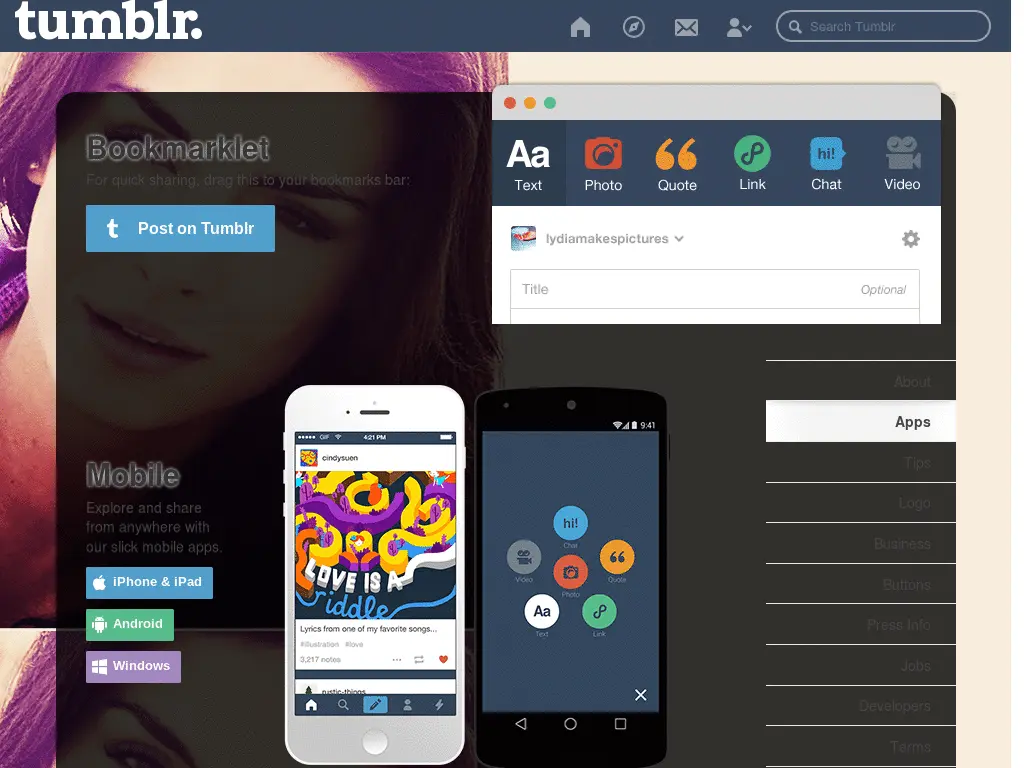 tumblr.
Search Tumblr
Bookmarklet
For quick sharing, drag this to your bookmarks bar:
Post on Tumblr
Aa
Text
Photo
Quote
Link
hi!
Chat
Video
lydiamakespictures
Title
Optional
About
Apps
Tips
Logo
Business
Buttons
Press Info
Jobs
Developers
Terms
Mobile
Explore and share
from anywhere with
our slick mobile apps.
iPhone & iPad
Android
Windows
GIF
4:21 PM
cindysuen
LOVE IS A
riddle
Lyrics from one of my favorite songs...
#illustration #love
3,217 notes
rustic-things
9:41
hi!
Chat
Video
Quote
Photo
Aa
Text
Link